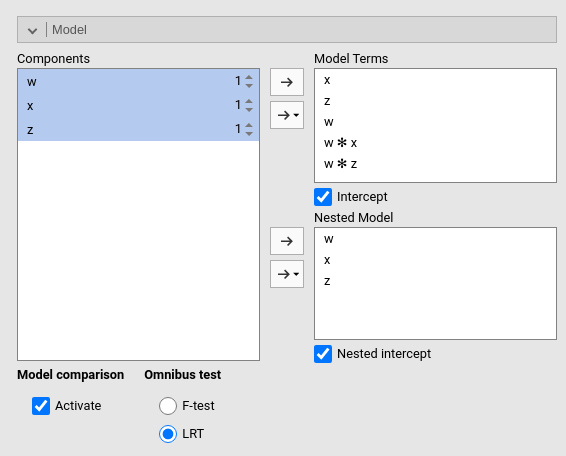 Model
Components
w 1
x 1
z 1
Model Terms
x
z
w
w ✻ x
w ✻ z
Intercept
Nested Model
w
x
z
Nested intercept
Model comparison
Activate
Omnibus test
F-test
LRT